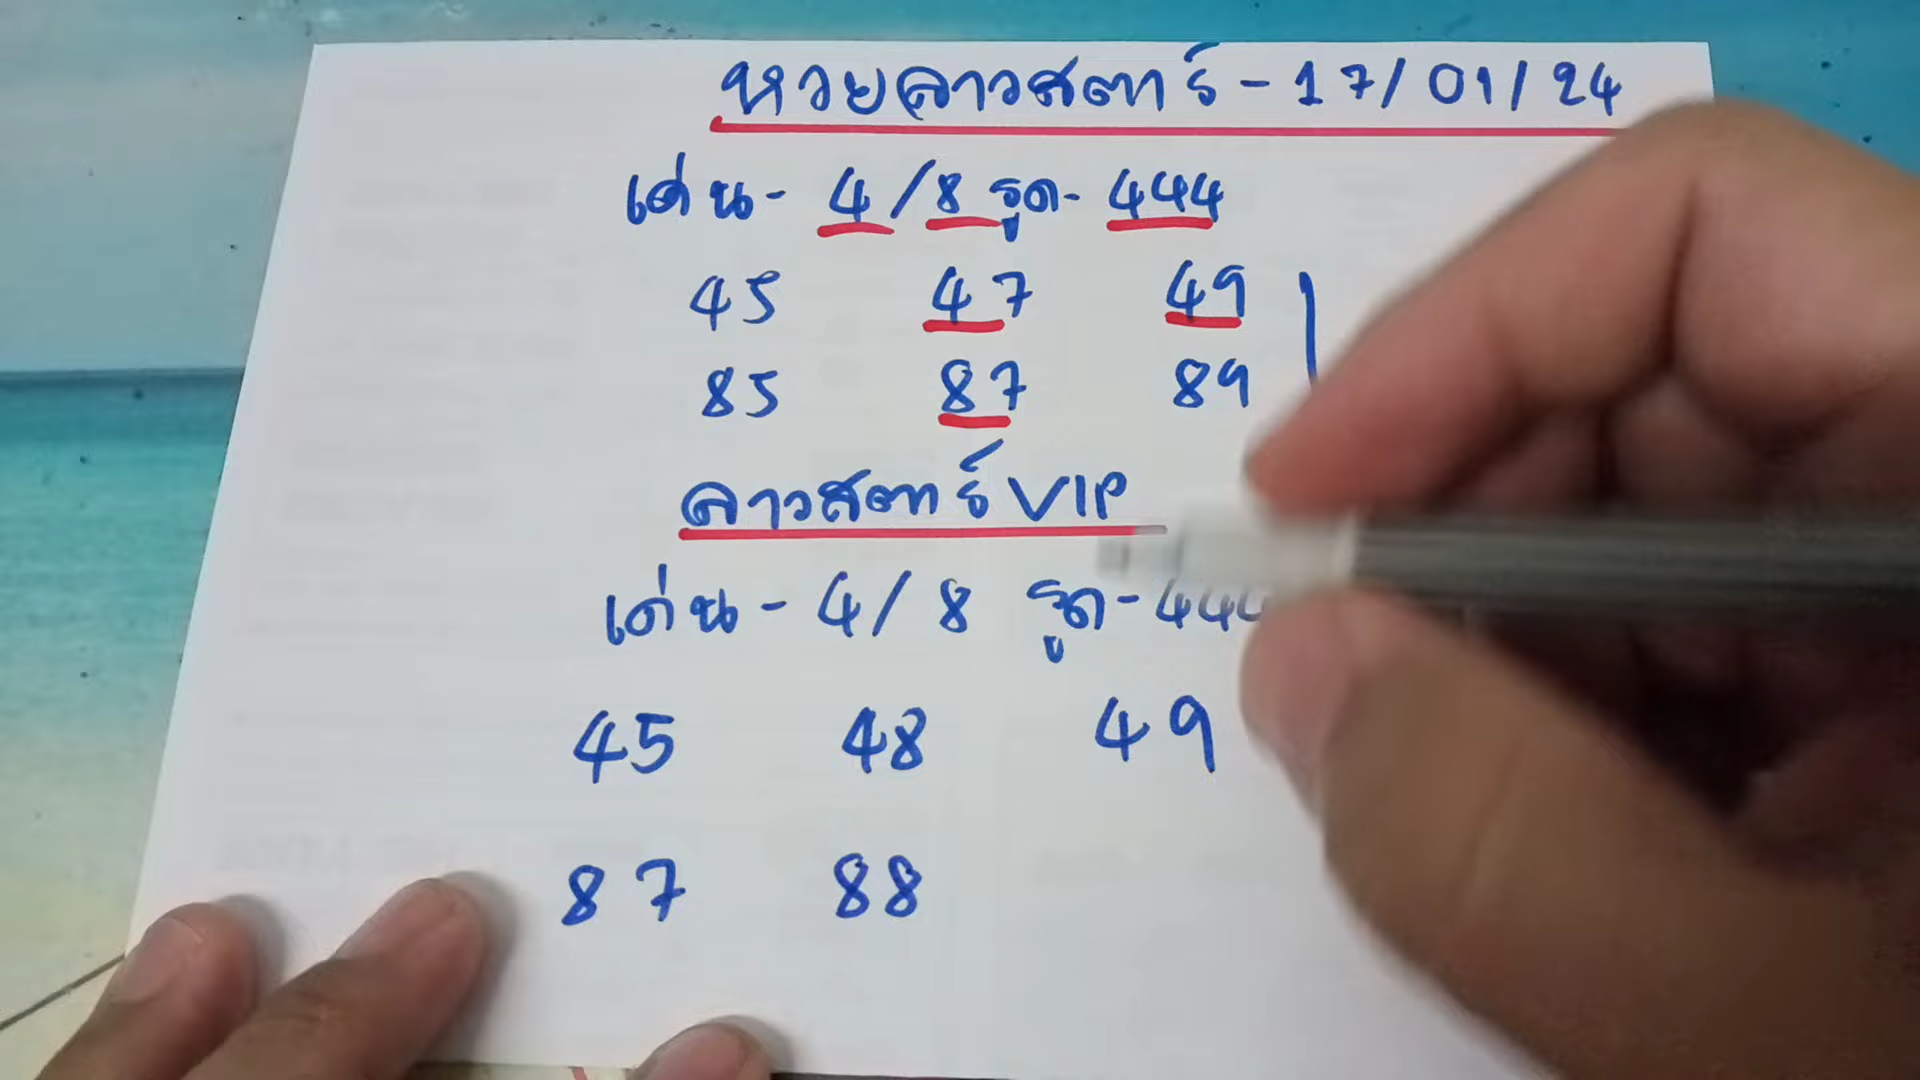 หวยลาวสตาร์ - 17/01/24
เด่น - 4/8 รูด - 444
45 47 49
85 87 89
ลาวสตาร์ VIP
เด่น - 4/8 รูด - 444
45 48 49
87 88